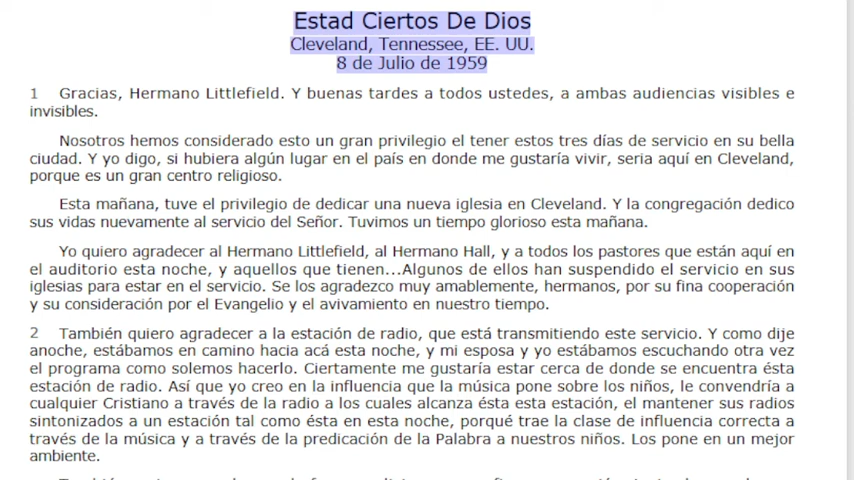 Estad Ciertos De Dios
Cleveland, Tennessee, EE. UU.
8 de Julio de 1959
1 Gracias, Hermano Littlefield. Y buenas tardes a todos ustedes, a ambas audiencias visibles e
invisibles.
Nosotros hemos considerado esto un gran privilegio el tener estos tres días de servicio en su bella
ciudad. Y yo digo, si hubiera algún lugar en el país en donde me gustaría vivir, seria aquí en Cleveland,
porque es un gran centro religioso.
Esta mañana, tuve el privilegio de dedicar una nueva iglesia en Cleveland. Y la congregación dedico
sus vidas nuevamente al servicio del Señor. Tuvimos un tiempo glorioso esta mañana.
Yo quiero agradecer al Hermano Littlefield, al Hermano Hall, y a todos los pastores que están aquí en
el auditorio esta noche, y aquellos que tienen...Algunos de ellos han suspendido el servicio en sus
iglesias para estar en el servicio. Se los agradezco muy amablemente, hermanos, por su fina cooperación
y su consideración por el Evangelio y el avivamiento en nuestro tiempo.
2 También quiero agradecer a la estación de radio, que está transmitiendo este servicio. Y como dije
anoche, estábamos en camino hacia acá esta noche, y mi esposa y yo estábamos escuchando otra vez
el programa como solemos hacerlo. Ciertamente me gustaría estar cerca de donde se encuentra ésta
estación de radio. Así que yo creo en la influencia que la música pone sobre los niños, le convendría a
cualquier Cristiano a través de la radio a los cuales alcanza ésta esta estación, el mantener sus radios
sintonizados a un estación tal como ésta en esta noche, porqué trae la clase de influencia correcta a
través de la música y a través de la predicación de la Palabra a nuestros niños. Los pone en un mejor
ambiente.